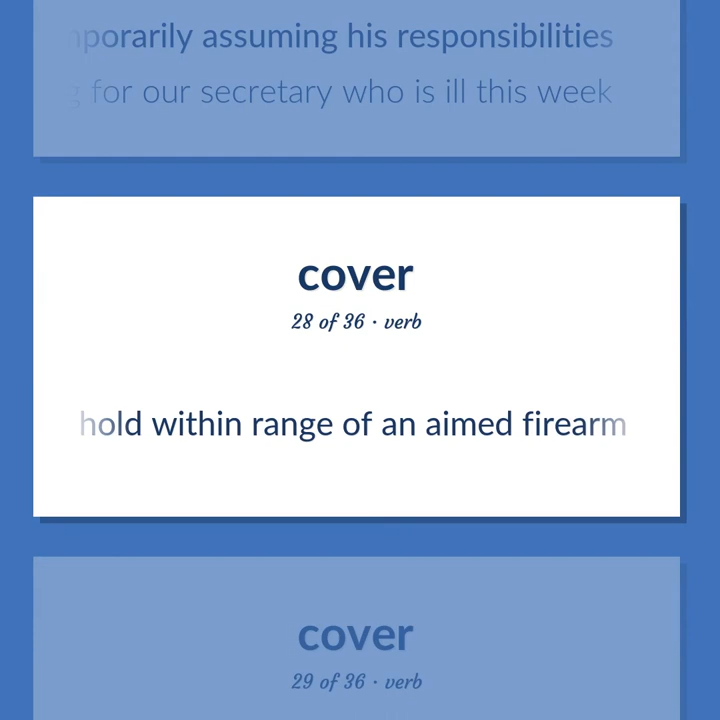 assuming his responsibilities
for our secretary who is ill this week
cover
28 of 36 · verb
hold within range of an aimed firearm
cover
29 of 36 · verb